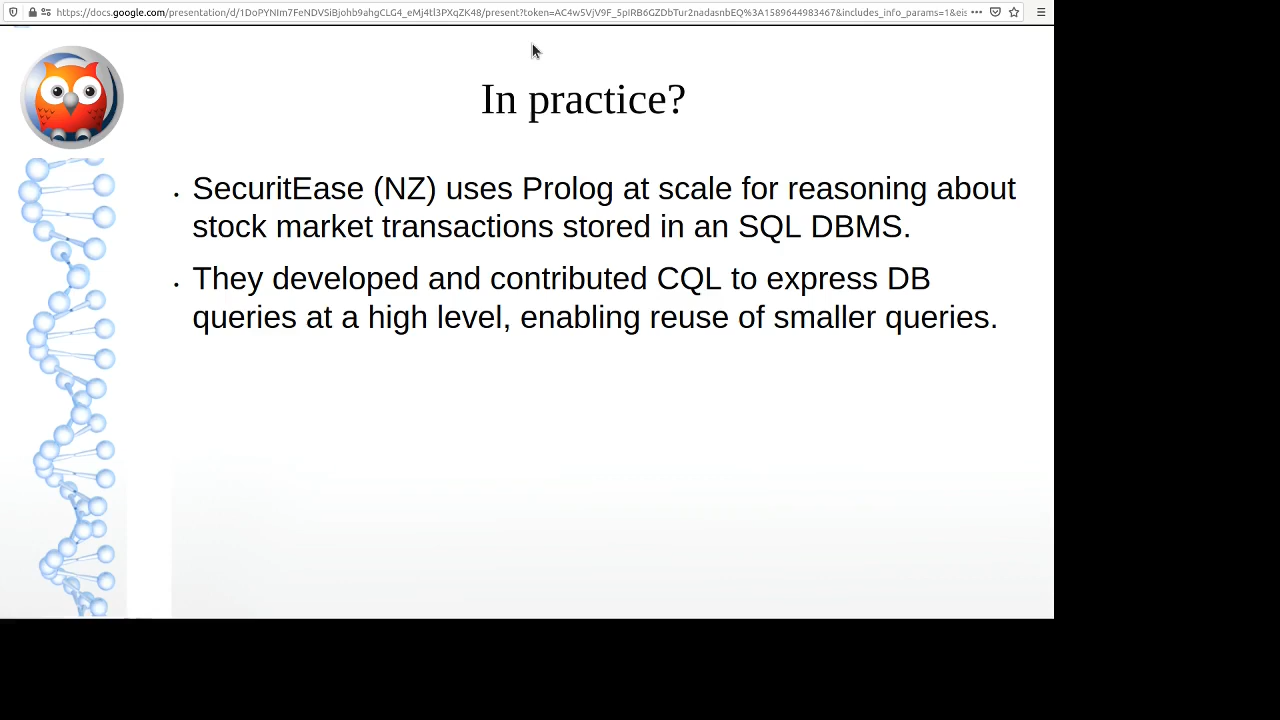 https://docs.google.com/presentation/d/1DoPYNIm7FeNDVSiBjohb9ahgCLG4_eMj4tl3PXqZK48/present?token=AC4w5VjV9F_5pIRB6GZDbTur2nadasnbEQ%3A1589644983467&includes_info_params=1&eis
In practice?
• SecuritEase (NZ) uses Prolog at scale for reasoning about
stock market transactions stored in an SQL DBMS.
• They developed and contributed CQL to express DB
queries at a high level, enabling reuse of smaller queries.